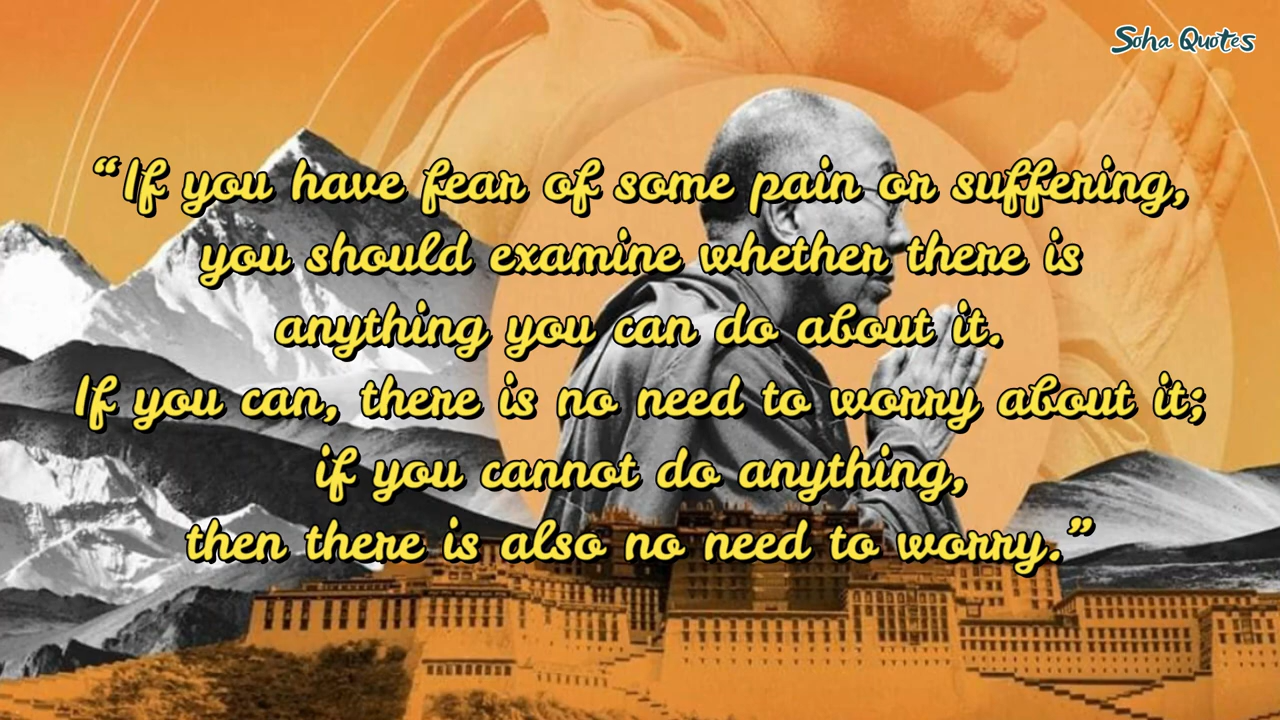 Soha Quotes
“If you have fear of some pain or suffering,
you should examine whether there is
anything you can do about it.
If you can, there is no need to worry about it;
if you cannot do anything,
then there is also no need to worry.”